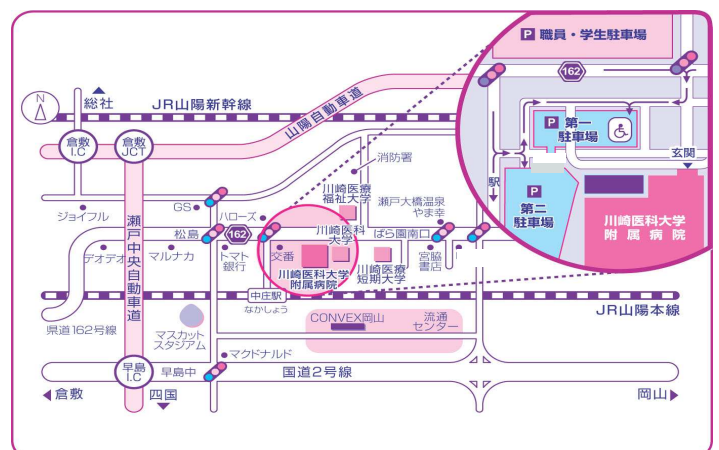 N
総社
JR山陽新幹線
山陽自動車道
倉敷
I.C
倉敷
JCT
消防署
川崎医療
福祉大学
瀬戸大橋温泉
やま幸
ジョイフル
GS
ハローズ
松島
162
川崎医科
大学
ばら園南口
デオデオ
マルナカ
トマト
銀行
交番
川崎医科大学
附属病院
川崎医療
短期大学
宮脇
書店
瀬戸中央自動車道
中庄駅
なかしょう
JR山陽本線
県道162号線
マスカット
スタジアム
CONVEX岡山
流通
センター
マクドナルド
早島
I.C
早島中
国道2号線
倉敷
四国
岡山
P 職員・学生駐車場
162
P 第一
駐車場
玄関
駅
P
第二
駐車場
川崎医科大学
附属病院